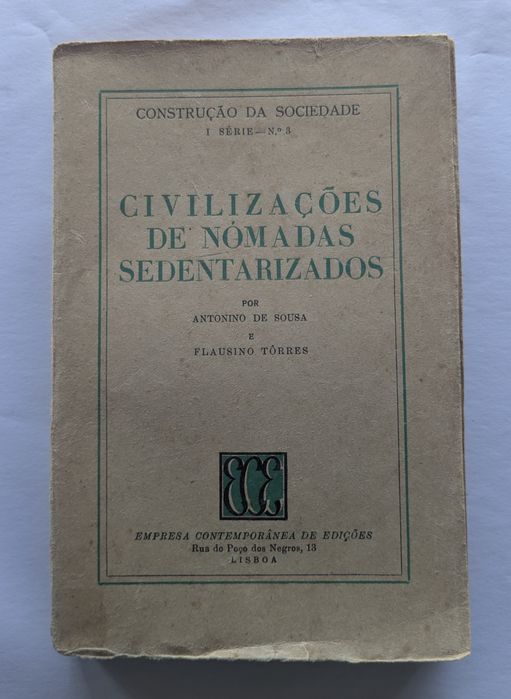 CONSTRUÇÃO DA SOCIEDADE
I SÉRIE — N.º 3
CIVILIZAÇÕES
DE NÓMADAS
SEDENTARIZADOS
POR
ANTONINO DE SOUSA
E
FLAUSINO TÔRRES
ECE
EMPRESA CONTEMPORÂNEA DE EDIÇÕES
Rua do Poço dos Negros, 13
LISBOA